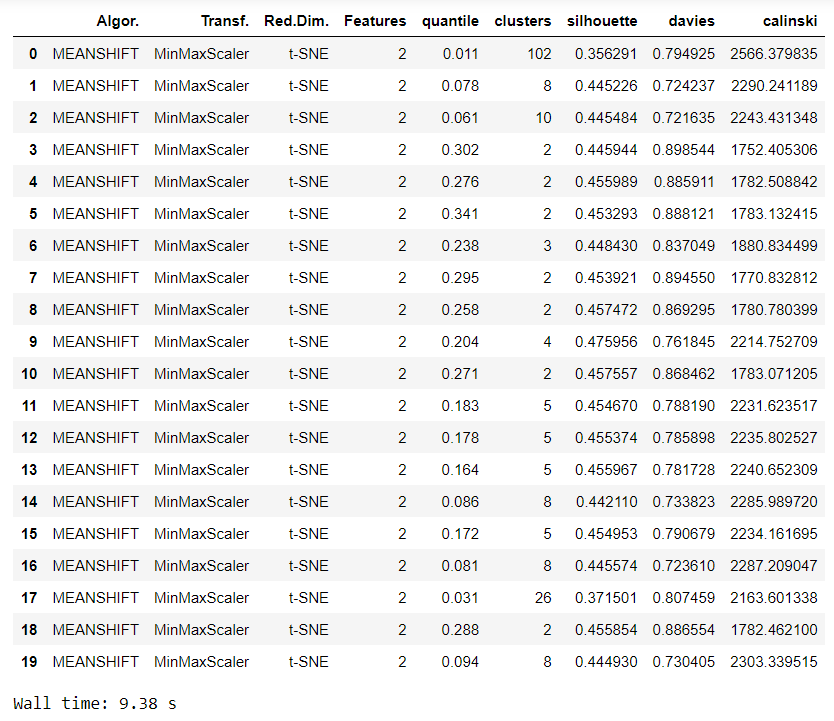 Algor. Transf. Red.Dim. Features quantile clusters silhouette davies calinski
0 MEANSHIFT MinMaxScaler t-SNE 2 0.011 102 0.356291 0.794925 2566.379835
1 MEANSHIFT MinMaxScaler t-SNE 2 0.078 8 0.445226 0.724237 2290.241189
2 MEANSHIFT MinMaxScaler t-SNE 2 0.061 10 0.445484 0.721635 2243.431348
3 MEANSHIFT MinMaxScaler t-SNE 2 0.302 2 0.445944 0.898544 1752.405306
4 MEANSHIFT MinMaxScaler t-SNE 2 0.276 2 0.455989 0.885911 1782.508842
5 MEANSHIFT MinMaxScaler t-SNE 2 0.341 2 0.453293 0.888121 1783.132415
6 MEANSHIFT MinMaxScaler t-SNE 2 0.238 3 0.448430 0.837049 1880.834499
7 MEANSHIFT MinMaxScaler t-SNE 2 0.295 2 0.453921 0.894550 1770.832812
8 MEANSHIFT MinMaxScaler t-SNE 2 0.258 2 0.457472 0.869295 1780.780399
9 MEANSHIFT MinMaxScaler t-SNE 2 0.204 4 0.475956 0.761845 2214.752709
10 MEANSHIFT MinMaxScaler t-SNE 2 0.271 2 0.457557 0.868462 1783.071205
11 MEANSHIFT MinMaxScaler t-SNE 2 0.183 5 0.454670 0.788190 2231.623517
12 MEANSHIFT MinMaxScaler t-SNE 2 0.178 5 0.455374 0.785898 2235.802527
13 MEANSHIFT MinMaxScaler t-SNE 2 0.164 5 0.455967 0.781728 2240.652309
14 MEANSHIFT MinMaxScaler t-SNE 2 0.086 8 0.442110 0.733823 2285.989720
15 MEANSHIFT MinMaxScaler t-SNE 2 0.172 5 0.454953 0.790679 2234.161695
16 MEANSHIFT MinMaxScaler t-SNE 2 0.081 8 0.445574 0.723610 2287.209047
17 MEANSHIFT MinMaxScaler t-SNE 2 0.031 26 0.371501 0.807459 2163.601338
18 MEANSHIFT MinMaxScaler t-SNE 2 0.288 2 0.455854 0.886554 1782.462100
19 MEANSHIFT MinMaxScaler t-SNE 2 0.094 8 0.444930 0.730405 2303.339515
Wall time: 9.38 s